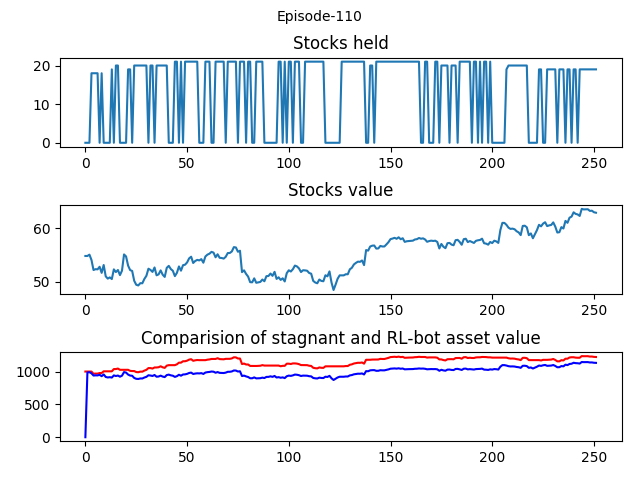 Episode-110
Stocks held
20
10
0
0 50 100 150 200 250
Stocks value
60
50
0 50 100 150 200 250
Comparision of stagnant and RL-bot asset value
1000
500
0
0 50 100 150 200 250